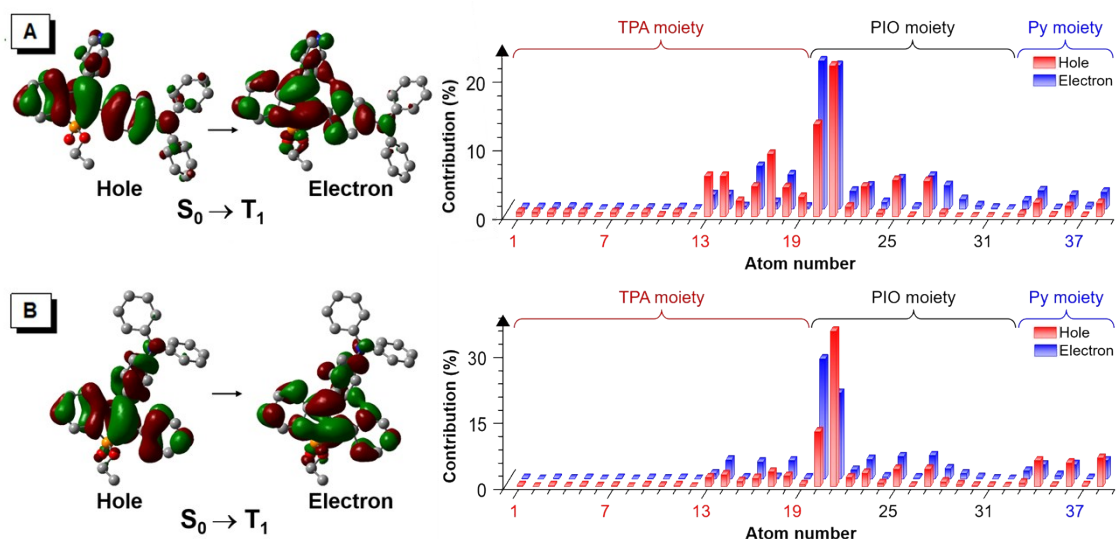 A
Hole
Electron
S₀ → T₁
TPA moiety
PIO moiety
Py moiety
Hole
Electron
Contribution (%)
20
10
0
1
7
13
19
25
31
37
Atom number
B
Hole
Electron
S₀ → T₁
TPA moiety
PIO moiety
Py moiety
Hole
Electron
Contribution (%)
30
15
0
1
7
13
19
25
31
37
Atom number